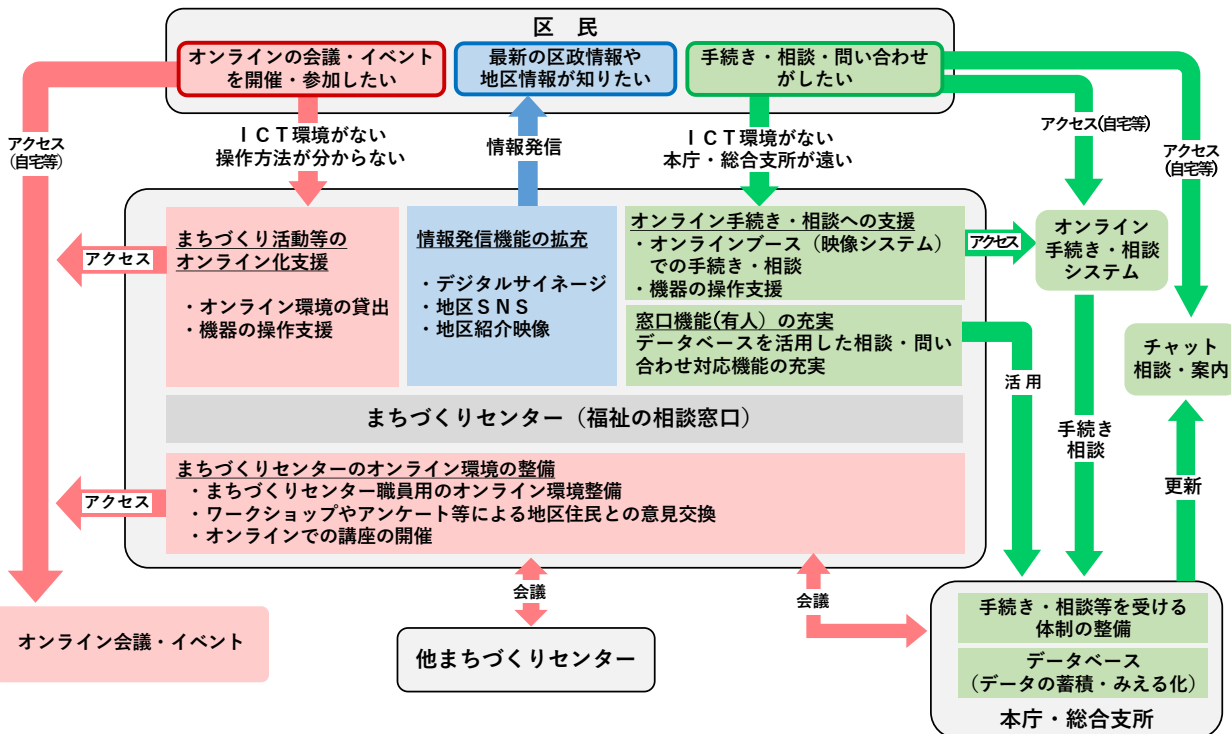 区 民
オンラインの会議・イベント
を開催・参加したい
最新の区政情報や
地区情報が知りたい
手続き・相談・問い合わせ
がしたい
アクセス
(自宅等)
ＩＣＴ環境がない
操作方法が分からない
情報発信
ＩＣＴ環境がない
本庁・総合支所が遠い
アクセス(自宅等)
アクセス
(自宅等)
まちづくり活動等の
オンライン化支援
・オンライン環境の貸出
・機器の操作支援
アクセス
情報発信機能の拡充
・デジタルサイネージ
・地区ＳＮＳ
・地区紹介映像
オンライン手続き・相談への支援
・オンラインブース（映像システム）
での手続き・相談
・機器の操作支援
アクセス
オンライン
手続き・相談
システム
窓口機能(有人）の充実
データベースを活用した相談・問い
合わせ対応機能の充実
活 用
チャット
相談・案内
まちづくりセンター（福祉の相談窓口）
手続き
相談
更新
まちづくりセンターのオンライン環境の整備
・まちづくりセンター職員用のオンライン環境整備
・ワークショップやアンケート等による地区住民との意見交換
・オンラインでの講座の開催
アクセス
会議
会議
オンライン会議・イベント
他まちづくりセンター
手続き・相談等を受ける
体制の整備
データベース
（データの蓄積・みえる化）
本庁・総合支所